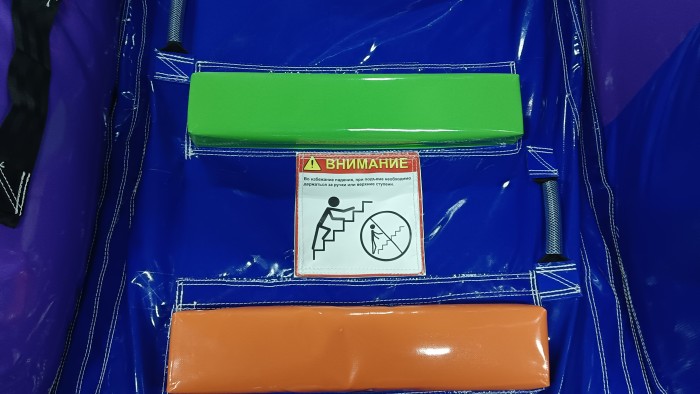 ВНИМАНИЕ
Во избежание падения, при подъеме необходимо
держаться за ручки или верхние ступени.